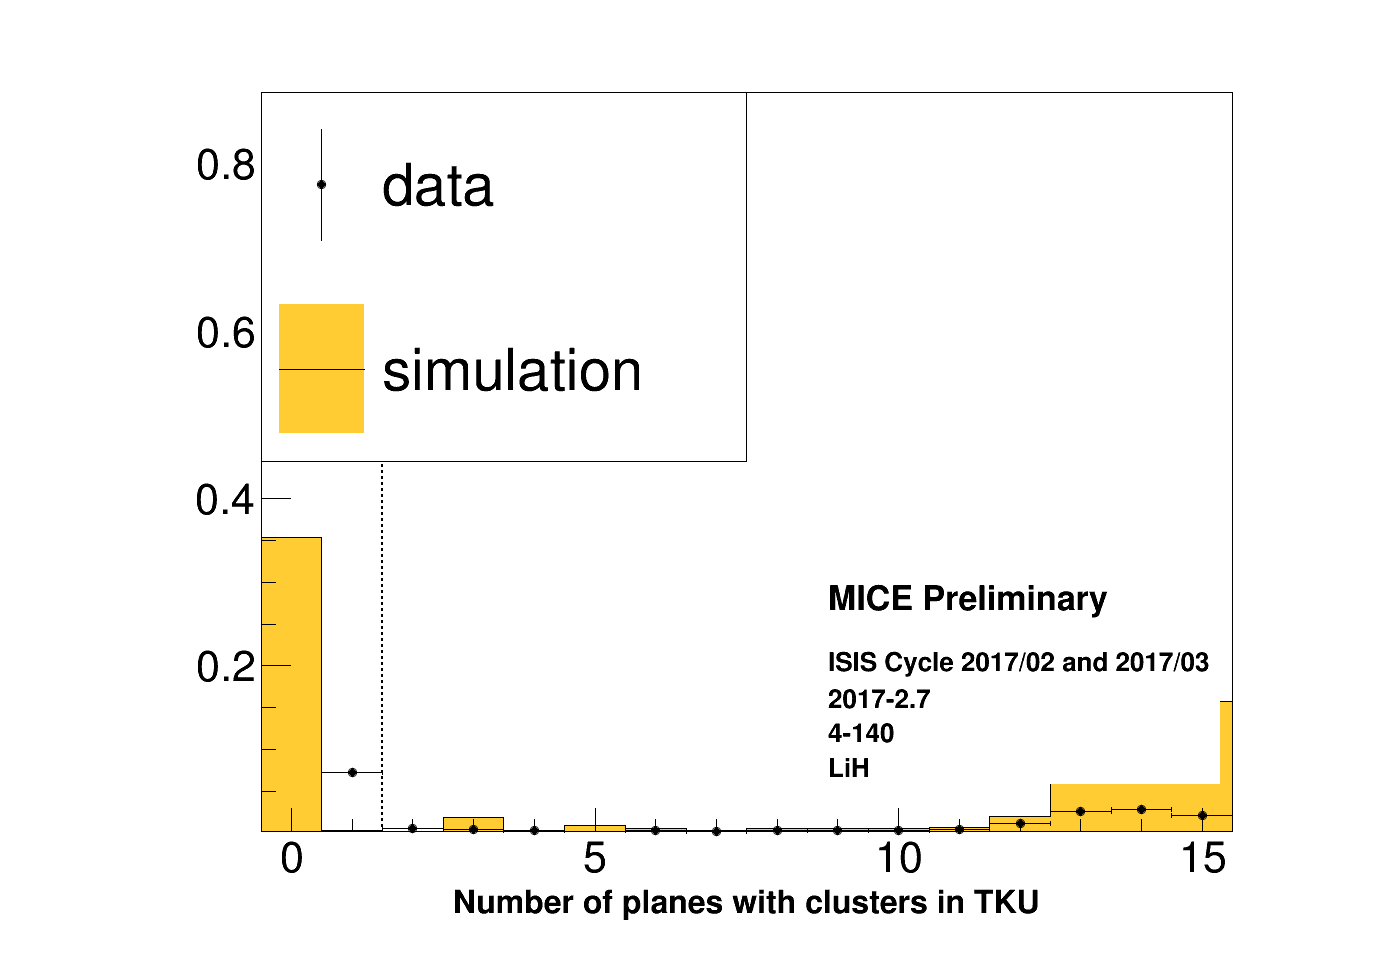 0.8
data
0.6
simulation
0.4
MICE Preliminary
0.2
ISIS Cycle 2017/02 and 2017/03
2017-2.7
4-140
LiH
0 5 10 15
Number of planes with clusters in TKU